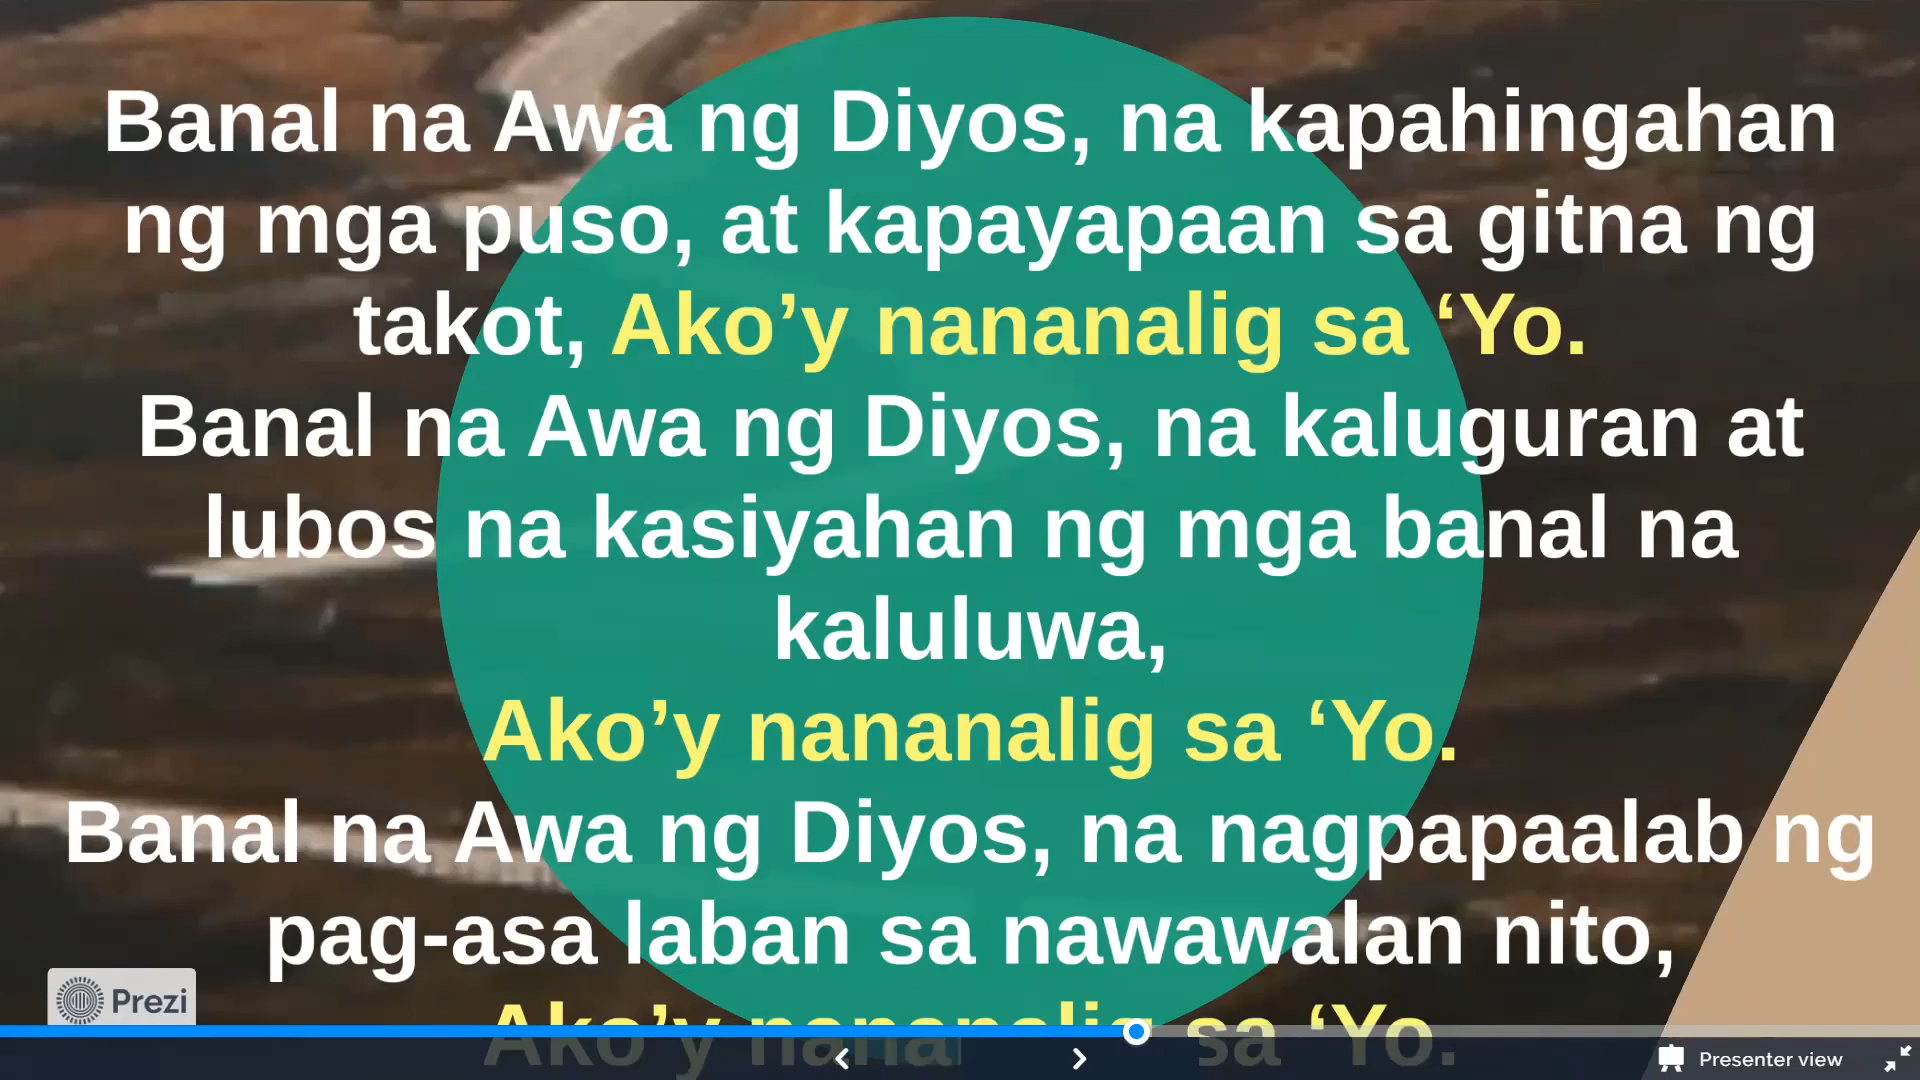 Banal na Awa ng Diyos, na kapahingahan
ng mga puso, at kapayapaan sa gitna ng
takot, Ako’y nananalig sa ‘Yo.
Banal na Awa ng Diyos, na kaluguran at
lubos na kasiyahan ng mga banal na
kaluluwa,
Ako’y nananalig sa ‘Yo.
Banal na Awa ng Diyos, na nagpapaalab ng
pag-asa laban sa nawawalan nito,
Ako’y nananalig sa ‘Yo.
Prezi
Presenter view